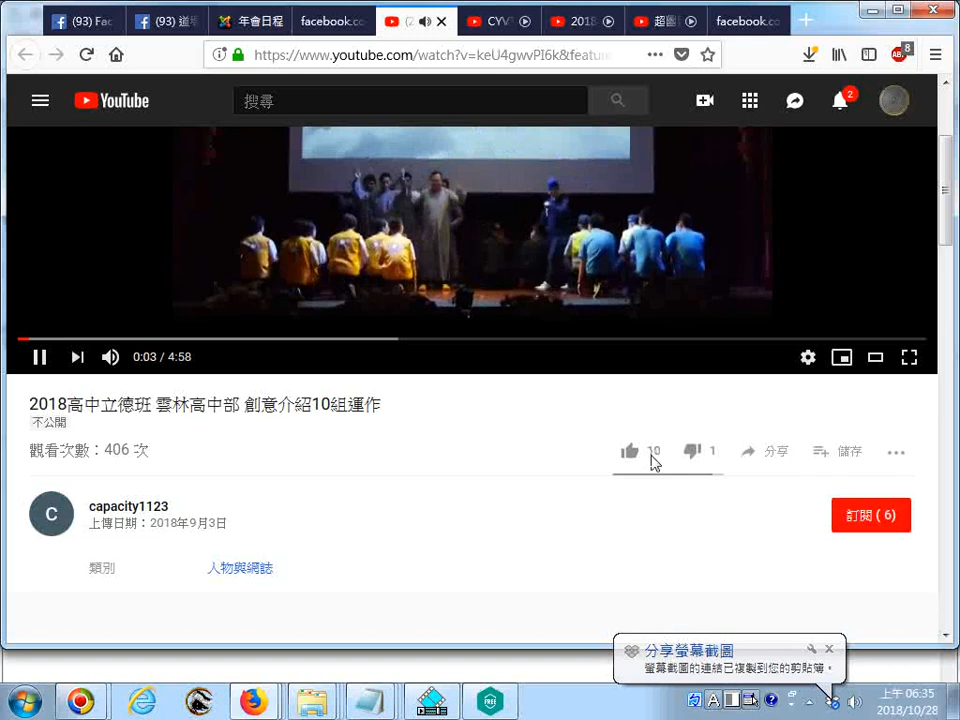 (93) Fac
(93) 道華
年會日程
facebook.co
(2
CYV
2018
超圖
facebook.co
https://www.youtube.com/watch?v=keU4gwvPI6k&featur
8
YouTube
搜尋
2
0:03 / 4:58
2018高中立德班 雲林高中部 創意介紹10組運作
不公開
觀看次數：406 次
1
分享
儲存
C
capacity1123
上傳日期：2018年9月3日
訂閱 ( 6)
類別
人物與網誌
分享螢幕截圖
螢幕截圖的連結已複製到您的剪貼簿。
FREE
A
上午 06:35
2018/10/28